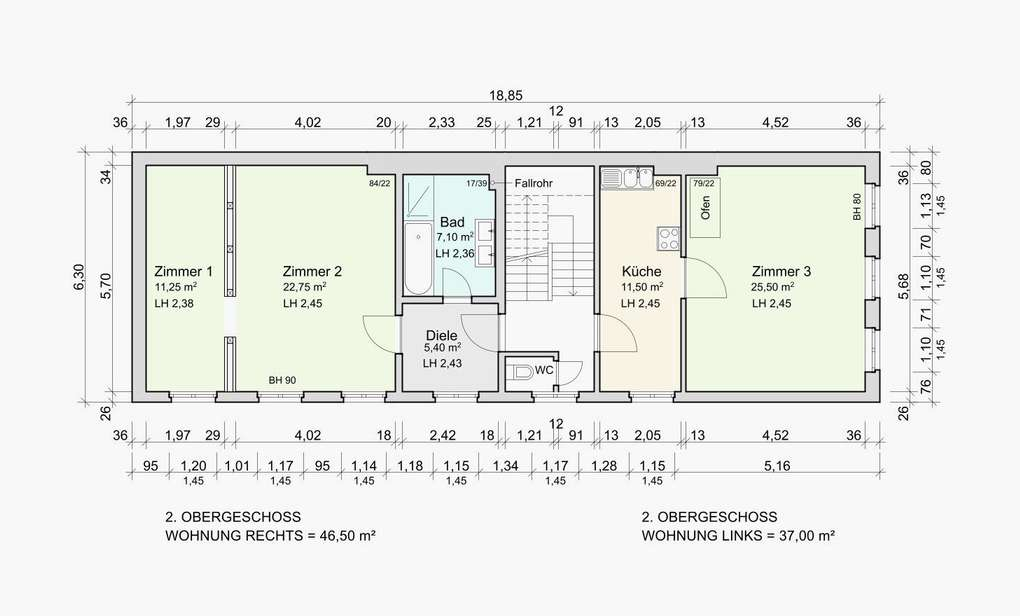 18,85
12
36 1,97 29 4,02 20 2,33 25 1,21 91 13 2,05 13 4,52 36
34
84/22
17/39
Fallrohr
69/22
79/22
Ofen
BH 80
36
80
1,13
1,45
70
1,10
1,45
71
1,10
1,45
76
5,68
26
6,30
5,70
26
Bad
7,10 m²
LH 2,36
Zimmer 1
11,25 m²
LH 2,38
Zimmer 2
22,75 m²
LH 2,45
BH 90
Küche
11,50 m²
LH 2,45
Zimmer 3
25,50 m²
LH 2,45
Diele
5,40 m²
LH 2,43
WC
12
36 1,97 29 4,02 18 2,42 18 1,21 91 13 2,05 13 4,52 36
95 1,20 1,01 1,17 95 1,14 1,18 1,15 1,34 1,17 1,28 1,15 5,16
1,45 1,45 1,45 1,45 1,45 1,45
2. OBERGESCHOSS
WOHNUNG RECHTS = 46,50 m²
2. OBERGESCHOSS
WOHNUNG LINKS = 37,00 m²